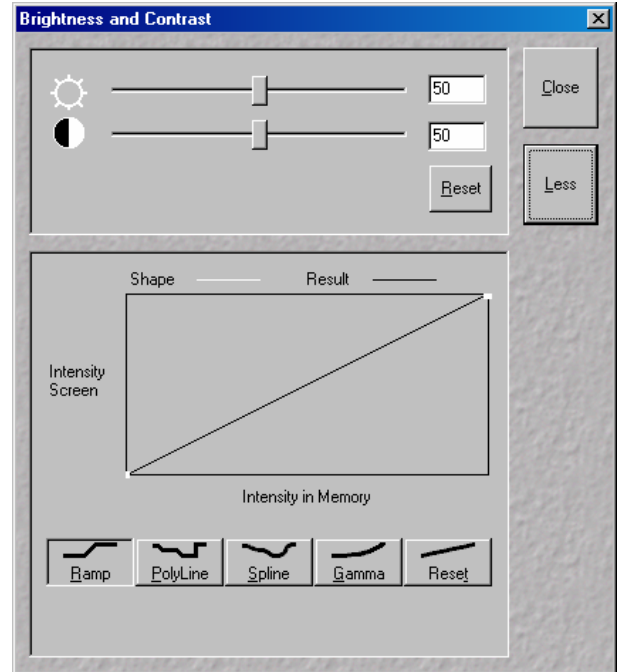 Brightness and Contrast
50
Close
50
Reset
Less
Shape
Result
Intensity
Screen
Intensity in Memory
Ramp
PolyLine
Spline
Gamma
Reset